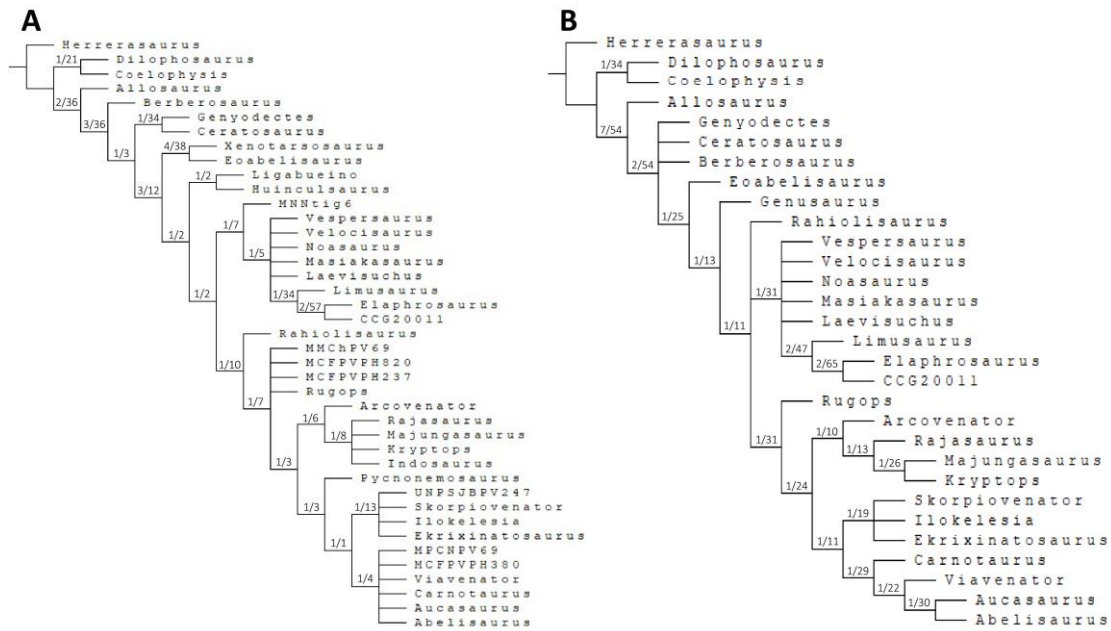 A
Herrerasaurus
1/21
Dilophosaurus
Coelophysis
2/36
Allosaurus
3/36
Berberosaurus
1/34
Genyodectes
Ceratosaurus
1/3
4/38
Xenotarsosaurus
Eoabelisaurus
3/12
1/2
Ligabueino
Huinculsaurus
1/2
1/7
MNNtig6
Vespersaurus
Velocisaurus
Noasaurus
1/5
Masiakasaurus
Laevisuchus
1/2
1/34
Limusaurus
2/57
Elaphrosaurus
CCG20011
Rahiolisaurus
1/10
MMChPV69
MCFPVPH820
MCFPVPH237
1/7
Rugops
1/6
Arcovenator
Rajasaurus
1/8
Majungasaurus
Kryptops
1/3
Indosaurus
Pycnonemosaurus
UNPSJBPV247
1/3
1/13
Skorpiovenator
Ilokelesia
Ekrixinatosaurus
1/1
MPCNPV69
MCFPVPH380
1/4
Viavenator
Carnotaurus
Aucasaurus
Abelisaurus
B
Herrerasaurus
1/34
Dilophosaurus
Coelophysis
Allosaurus
7/54
Genyodectes
Ceratosaurus
2/54
Berberosaurus
Eoabelisaurus
1/25
Genusaurus
Rahiolisaurus
1/13
Vespersaurus
Velocisaurus
Noasaurus
1/31
Masiakasaurus
Laevisuchus
1/11
Limusaurus
2/47
2/65
Elaphrosaurus
CCG20011
Rugops
1/31
1/10
Arcovenator
1/13
Rajasaurus
1/26
Majungasaurus
Kryptops
1/24
Skorpiovenator
1/19
Ilokelesia
Ekrixinatosaurus
1/11
Carnotaurus
1/29
Viavenator
1/22
Aucasaurus
1/30
Abelisaurus